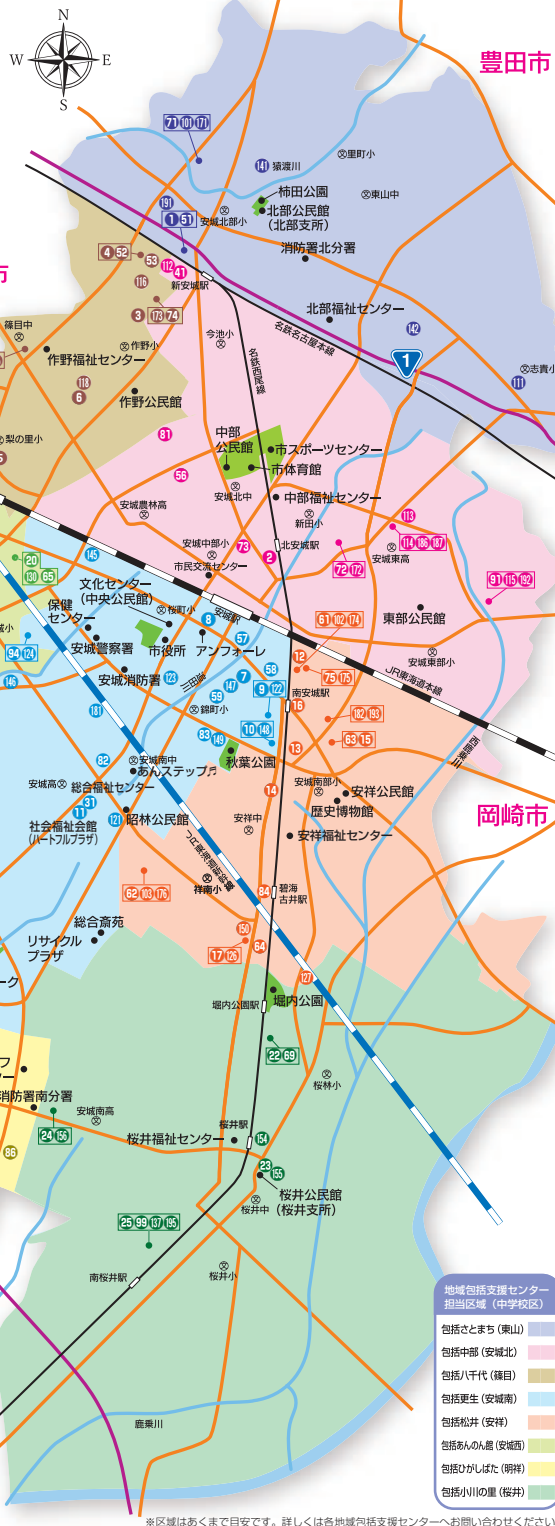 N
W
E
S
豊田市
71 101 171
141
猿渡川
里町小
東山中
柿田公園
191
安城北部小
北部公民館
(北部支所)
1 51
消防署北分署
4 52
53
112
41
116
新安城駅
市
3
173 74
北部福祉センター
名鉄名古屋本線
142
篠目中
今池小
名鉄西尾線
1
作野小
作野福祉センター
志貴小
111
118
6
作野公民館
81
中部
公民館
市スポーツセンター
梨の里小
56
市体育館
安城北中
中部福祉センター
安城農林高
新田小
113
安城中部小
73
北安城駅
114 186 187
2
安城東高
145
市民交流センター
72 172
20
130 65
文化センター
(中央公民館)
91 115 192
保健
センター
桜町小
8
安城駅
61 102 174
東部公民館
市役所
アンフォーレ
57
94 124
安城警察署
安城東部小
12
安城消防署
123
追田川
58
75 175
JR東海道本線
146
7
147
9 122
南安城駅
59
181
錦町小
16
182 193
10 148
83
149
13
63 15
82
安城南中
西鹿乗川
あんステップ♬
秋葉公園
安城高
総合福祉センター
安城南部小
安祥公民館
14
31
11
歴史博物館
岡崎市
社会福祉会館
(ハートフルプラザ)
121
昭林公民館
安祥中
安祥福祉センター
JR東海道新幹線
祥南小
62 103 176
84
碧海
古井駅
総合斎苑
150
リサイクル
プラザ
17 126
64
127
ーク
堀内公園駅
堀内公園
22 69
フ
ター
桜林小
消防署南分署
安城南高
24 156
桜井駅
桜井福祉センター
154
86
23
155
桜井公民館
(桜井支所)
桜井中
25 99 137 195
南桜井駅
桜井小
地域包括支援センター
担当区域(中学校区)
包括さとまち(東山)
包括中部(安城北)
包括八千代(篠目)
包括更生(安城南)
包括松井(安祥)
包括あんのん館(安城西)
包括ひがしばた(明祥)
包括小川の里(桜井)
鹿乗川
※区域はあくまで目安です。詳しくは各地域包括支援センターへお問い合わせください